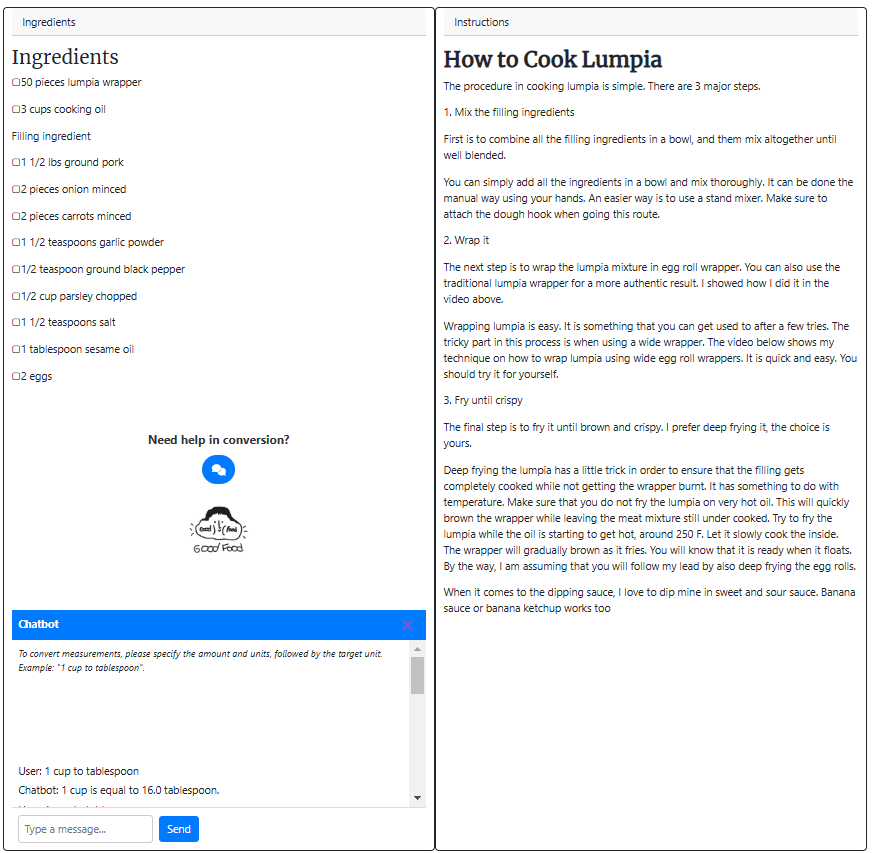 Ingredients
Ingredients
50 pieces lumpia wrapper
3 cups cooking oil
Filling ingredient
1 1/2 lbs ground pork
2 pieces onion minced
2 pieces carrots minced
1 1/2 teaspoons garlic powder
1/2 teaspoon ground black pepper
1/2 cup parsley chopped
1 1/2 teaspoons salt
1 tablespoon sesame oil
2 eggs
Need help in conversion?
Good Food
Good Food
Chatbot
To convert measurements, please specify the amount and units, followed by the target unit.
Example: "1 cup to tablespoon".
User: 1 cup to tablespoon
Chatbot: 1 cup is equal to 16.0 tablespoon.
Type a message...
Send
Instructions
How to Cook Lumpia
The procedure in cooking lumpia is simple. There are 3 major steps.
1. Mix the filling ingredients
First is to combine all the filling ingredients in a bowl, and them mix altogether until
well blended.
You can simply add all the ingredients in a bowl and mix thoroughly. It can be done the
manual way using your hands. An easier way is to use a stand mixer. Make sure to
attach the dough hook when going this route.
2. Wrap it
The next step is to wrap the lumpia mixture in egg roll wrapper. You can also use the
traditional lumpia wrapper for a more authentic result. I showed how I did it in the
video above.
Wrapping lumpia is easy. It is something that you can get used to after a few tries. The
tricky part in this process is when using a wide wrapper. The video below shows my
technique on how to wrap lumpia using wide egg roll wrappers. It is quick and easy. You
should try it for yourself.
3. Fry until crispy
The final step is to fry it until brown and crispy. I prefer deep frying it, the choice is
yours.
Deep frying the lumpia has a little trick in order to ensure that the filling gets
completely cooked while not getting the wrapper burnt. It has something to do with
temperature. Make sure that you do not fry the lumpia on very hot oil. This will quickly
brown the wrapper while leaving the meat mixture still under cooked. Try to fry the
lumpia while the oil is starting to get hot, around 250 F. Let it slowly cook the inside.
The wrapper will gradually brown as it fries. You will know that it is ready when it floats.
By the way, I am assuming that you will follow my lead by also deep frying the egg rolls.
When it comes to the dipping sauce, I love to dip mine in sweet and sour sauce. Banana
sauce or banana ketchup works too